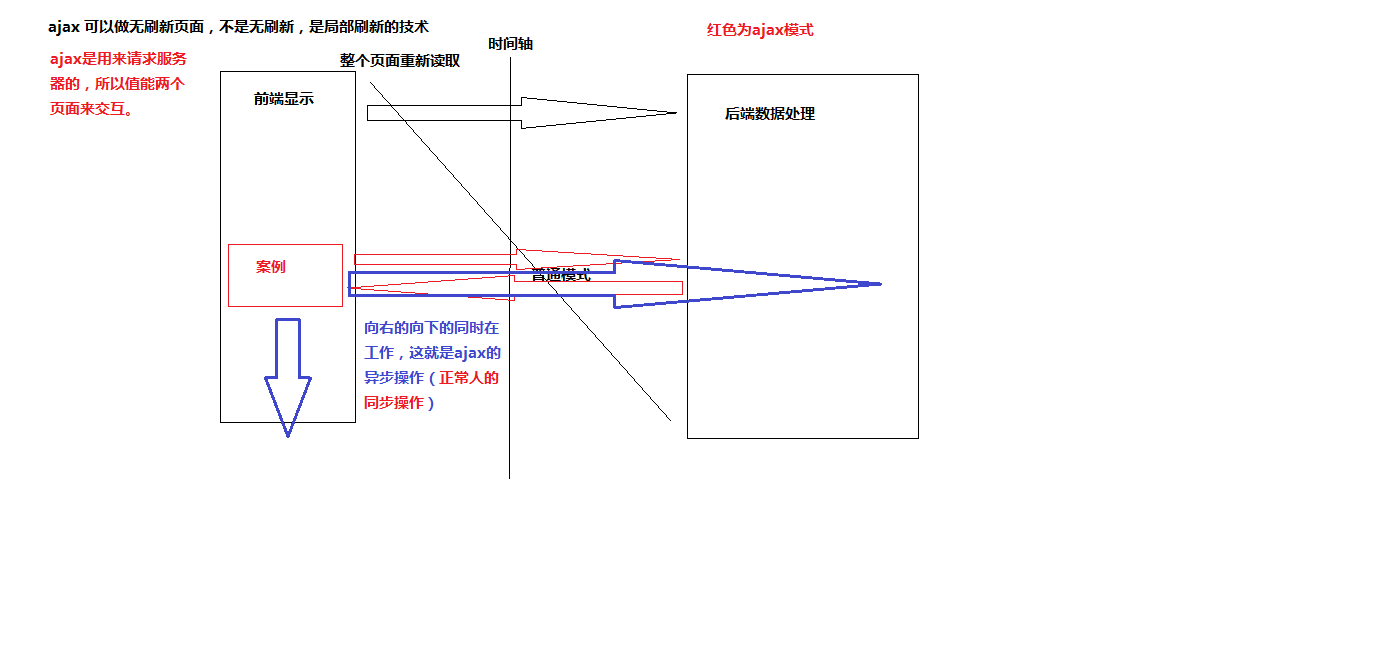 ajax 可以做无刷新页面，不是无刷新，是局部刷新的技术
红色为ajax模式
时间轴
ajax是用来请求服务
器的，所以值能两个
页面来交互。
整个页面重新读取
前端显示
后端数据处理
案例
普通模式
向右的向下的同时在
工作，这就是ajax的
异步操作（正常人的
同步操作）